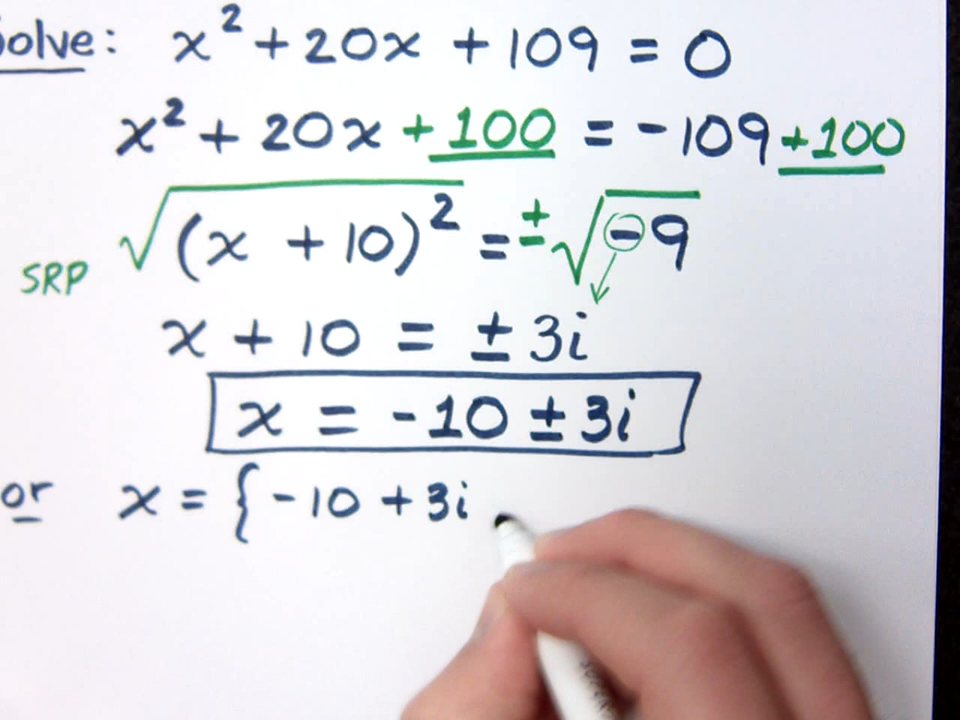 Solve: x² + 20x + 109 = 0
x² + 20x + 100 = -109 + 100
√(x + 10)² = ± √-9
SRP
x + 10 = ± 3i
x = -10 ± 3i
or x = { -10 + 3i